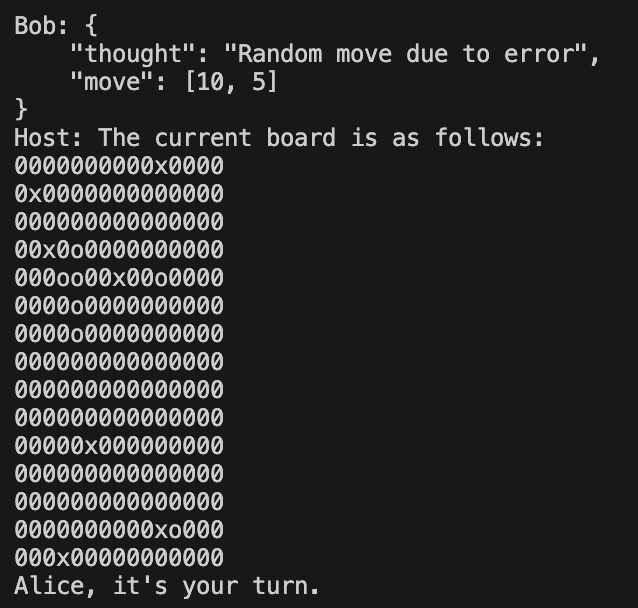 Bob: {
    "thought": "Random move due to error",
    "move": [10, 5]
}
Host: The current board is as follows:
0000000000x0000
0x0000000000000
000000000000000
00x0o0000000000
000oo00x00o0000
0000o0000000000
0000o0000000000
000000000000000
000000000000000
000000000000000
00000x000000000
000000000000000
000000000000000
0000000000xo000
000x00000000000
Alice, it's your turn.